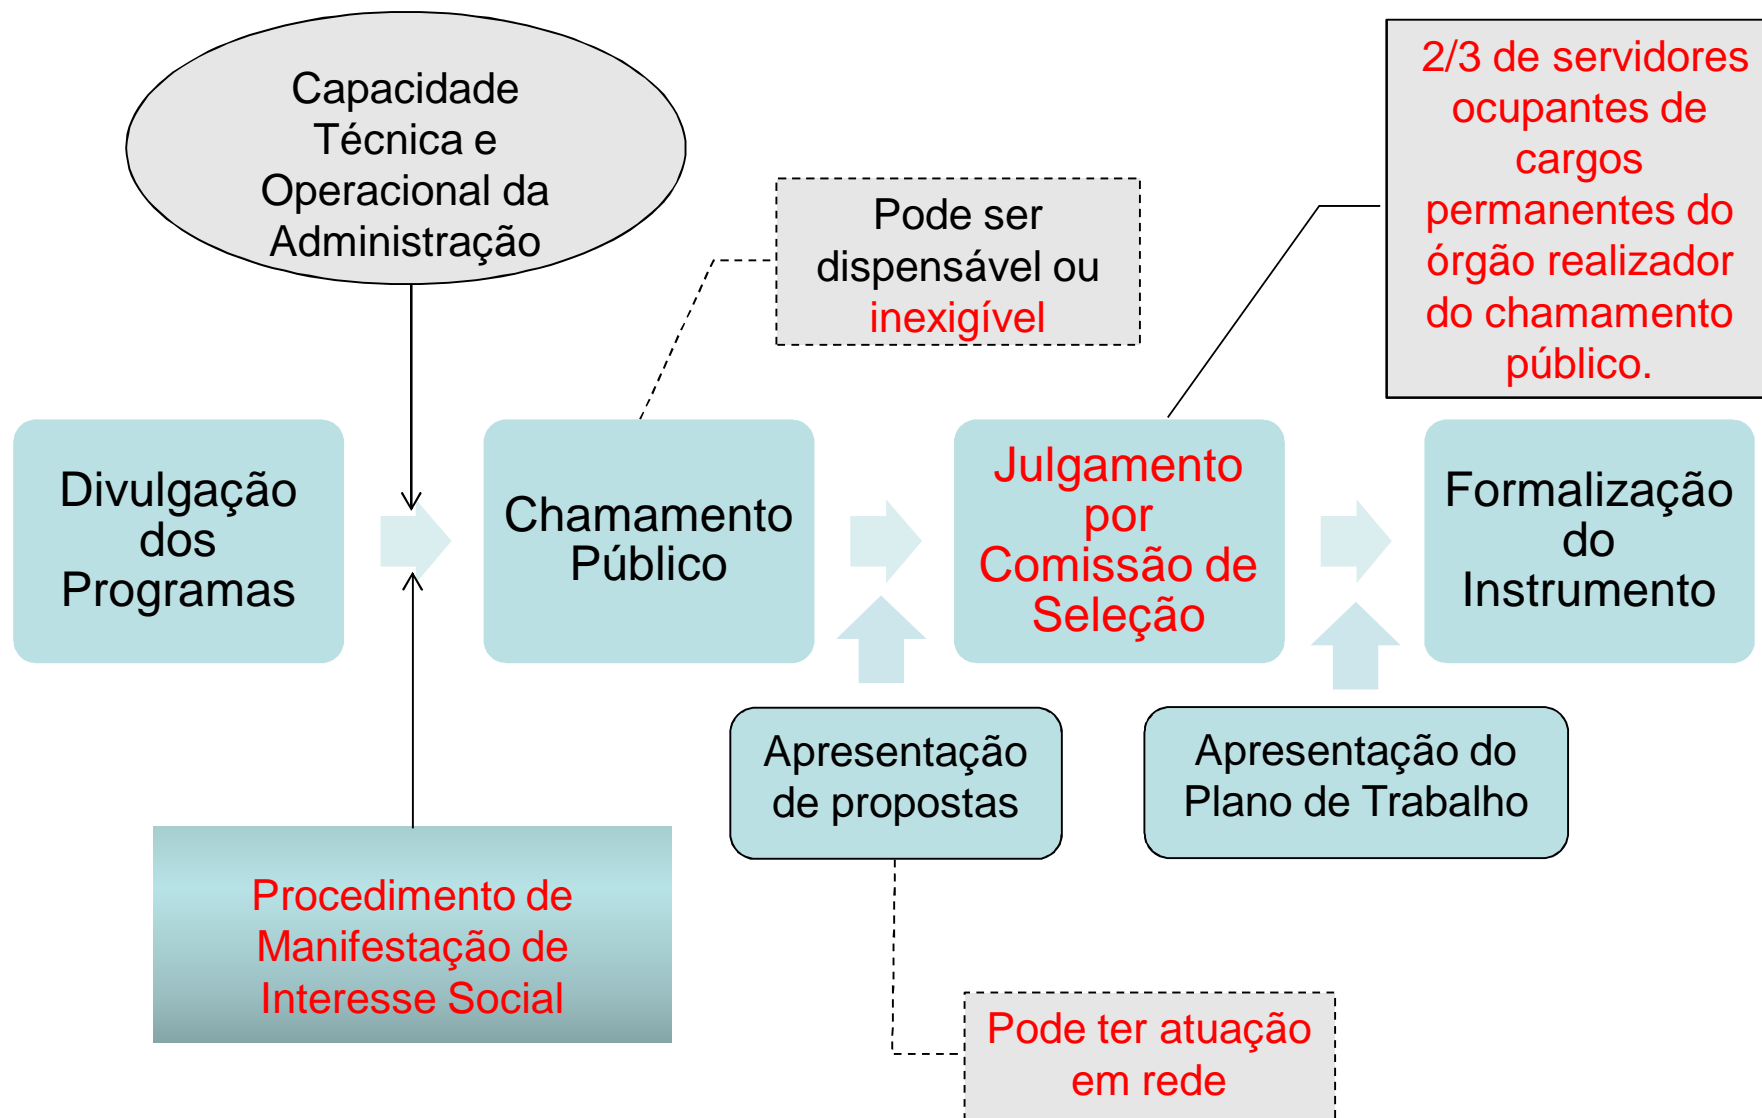 Capacidade
Técnica e
Operacional da
Administração
Pode ser
dispensável ou
inexigível
2/3 de servidores
ocupantes de
cargos
permanentes do
órgão realizador
do chamamento
público.
Divulgação
dos
Programas
Chamamento
Público
Julgamento
por
Comissão de
Seleção
Formalização
do
Instrumento
Apresentação
de propostas
Apresentação do
Plano de Trabalho
Procedimento de
Manifestação de
Interesse Social
Pode ter atuação
em rede